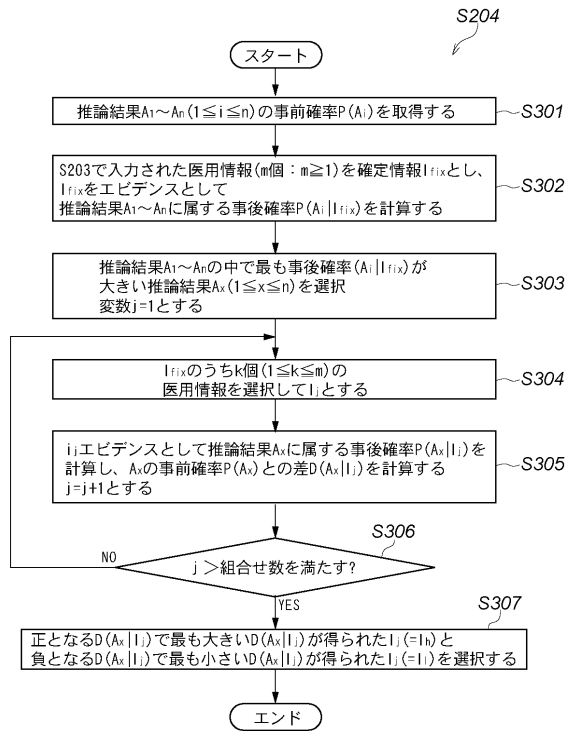 S204
スタート
推論結果A1～An(1≦i≦n)の事前確率P(Ai)を取得する
S301
S203で入力された医用情報(m個：m≧1)を確定情報Ifixとし、
Ifixをエビデンスとして
推論結果A1～Anに属する事後確率P(Ai|Ifix)を計算する
S302
推論結果A1～Anの中で最も事後確率(Ai|Ifix)が
大きい推論結果Ax(1≦x≦n)を選択
変数j=1とする
S303
Ifixのうちk個(1≦k≦m)の
医用情報を選択してIjとする
S304
ijエビデンスとして推論結果Axに属する事後確率P(Ax|Ij)を
計算し、Axの事前確率P(Ax)との差D(Ax|Ij)を計算する
j=j+1とする
S305
S306
j＞組合せ数を満たす?
NO
YES
S307
正となるD(Ax|Ij)で最も大きいD(Ax|Ij)が得られたIj(=Ih)と
負となるD(Ax|Ij)で最も小さいD(Ax|Ij)が得られたIj(=Il)を選択する
エンド